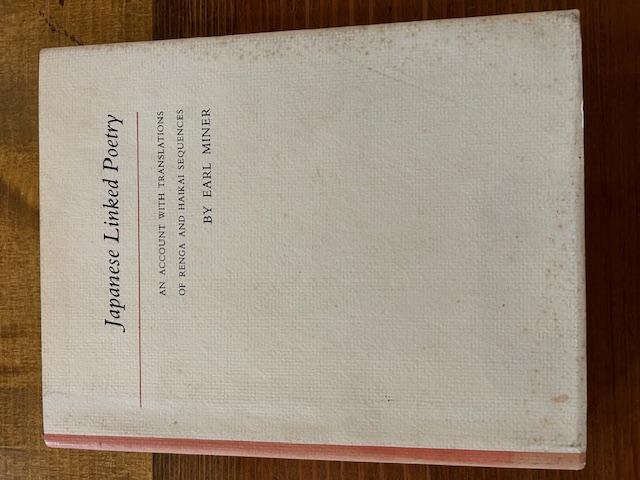 Japanese Linked Poetry
AN ACCOUNT WITH TRANSLATIONS
OF RENGA AND HAIKAI SEQUENCES
BY EARL MINER